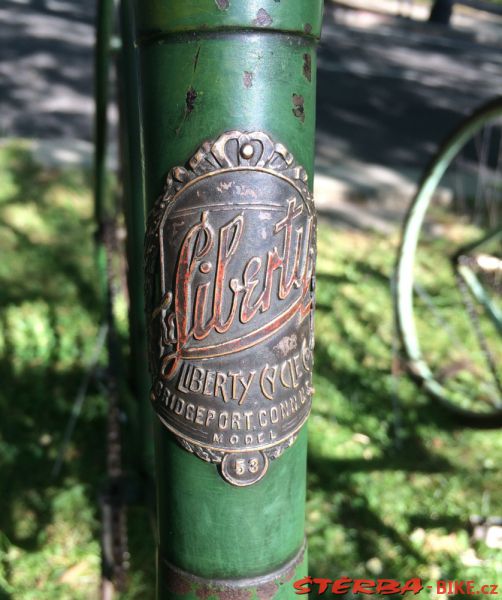 Liberty
LIBERTY CYCLE CO
BRIDGEPORT, CONN. U.S.
MODEL
53
STERBA-BIKE.cz